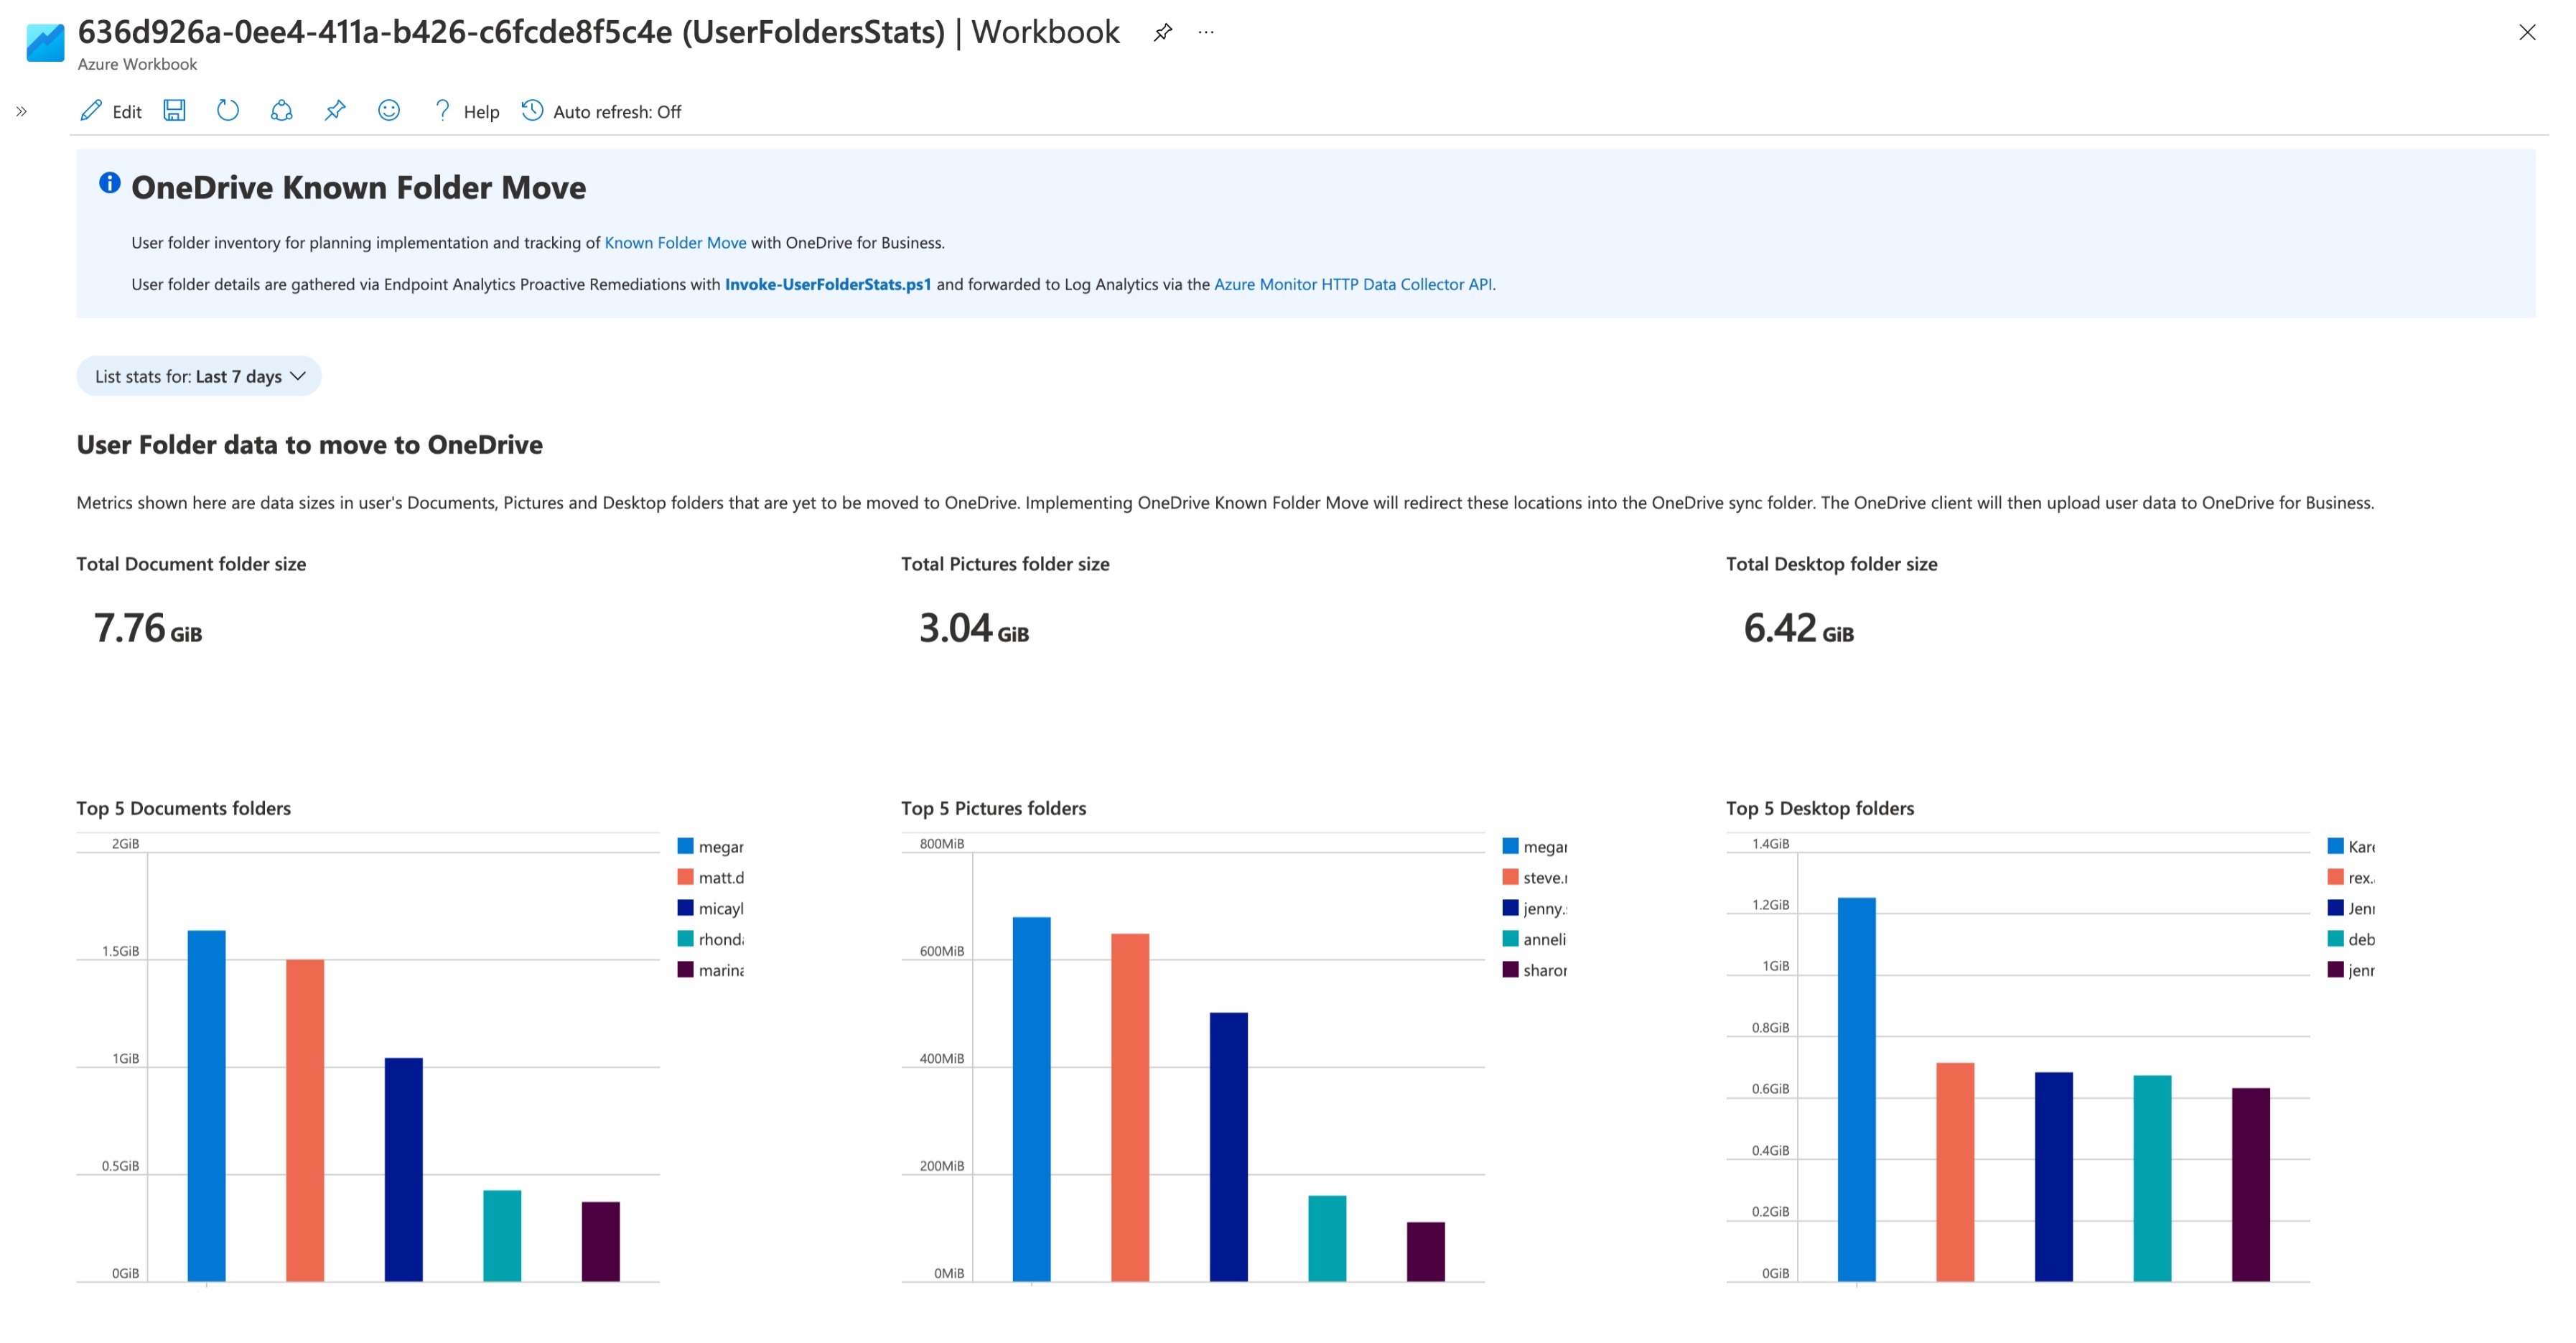 636d926a-0ee4-411a-b426-c6fcde8f5c4e (UserFoldersStats) | Workbook
Azure Workbook
Edit
Help
Auto refresh: Off
OneDrive Known Folder Move
User folder inventory for planning implementation and tracking of Known Folder Move with OneDrive for Business.
User folder details are gathered via Endpoint Analytics Proactive Remediations with Invoke-UserFolderStats.ps1 and forwarded to Log Analytics via the Azure Monitor HTTP Data Collector API.
List stats for: Last 7 days
User Folder data to move to OneDrive
Metrics shown here are data sizes in user's Documents, Pictures and Desktop folders that are yet to be moved to OneDrive. Implementing OneDrive Known Folder Move will redirect these locations into the OneDrive sync folder. The OneDrive client will then upload user data to OneDrive for Business.
Total Document folder size
7.76 GiB
Total Pictures folder size
3.04 GiB
Total Desktop folder size
6.42 GiB
Top 5 Documents folders
2GiB
1.5GiB
1GiB
0.5GiB
0GiB
matt.d
micayl
Top 5 Pictures folders
800MiB
600MiB
400MiB
200MiB
0MiB
jenny.
anneli
Top 5 Desktop folders
1.4GiB
1.2GiB
1GiB
0.8GiB
0.6GiB
0.4GiB
0.2GiB
0GiB
rex.
deb